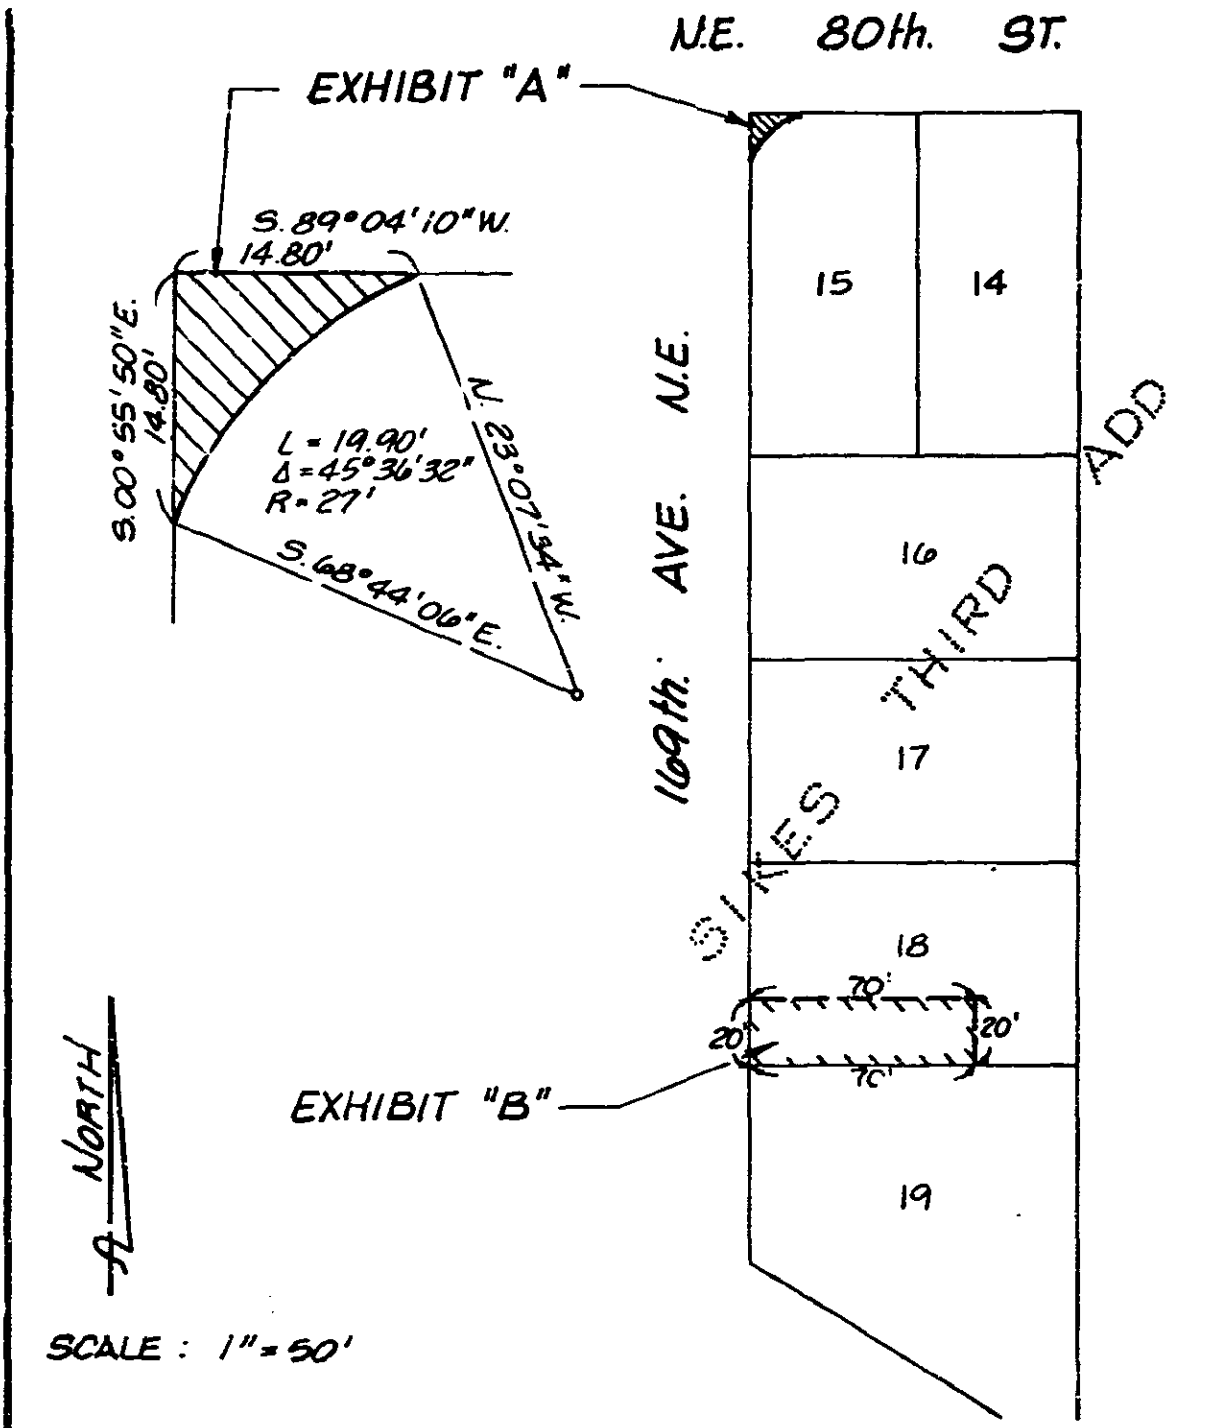 N.E. 80th. ST.
EXHIBIT "A"
S. 89°04'10" W.
14.80'
S. 00°55'50" E.
14.80'
L = 19.90'
Δ = 45°36'32"
R = 27'
N. 23°07'34" W.
S. 68°44'06" E.
169th. AVE. N.E.
15
14
16
17
18
19
SIKES THIRD ADD
70'
20'
20'
70'
EXHIBIT "B"
NORTH
SCALE : 1" = 50'